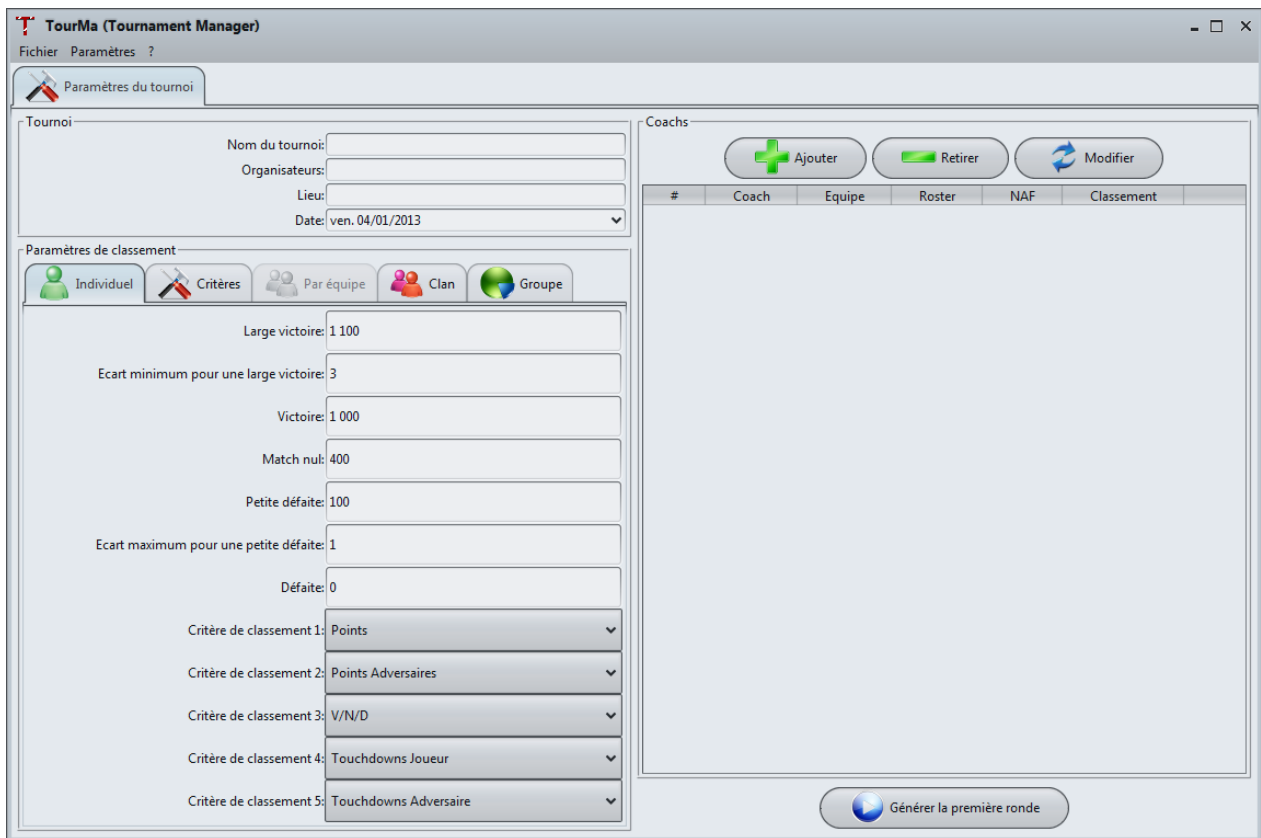 TourMa (Tournament Manager)
Fichier Paramètres ?
Paramètres du tournoi
Tournoi
Nom du tournoi:
Organisateurs:
Lieu:
Date: ven. 04/01/2013
Paramètres de classement
Individuel Critères Par équipe Clan Groupe
Large victoire: 1 100
Ecart minimum pour une large victoire: 3
Victoire: 1 000
Match nul: 400
Petite défaite: 100
Ecart maximum pour une petite défaite: 1
Défaite: 0
Critère de classement 1: Points
Critère de classement 2: Points Adversaires
Critère de classement 3: V/N/D
Critère de classement 4: Touchdowns Joueur
Critère de classement 5: Touchdowns Adversaire
Coachs
Ajouter Retirer Modifier
# Coach Equipe Roster NAF Classement
Générer la première ronde